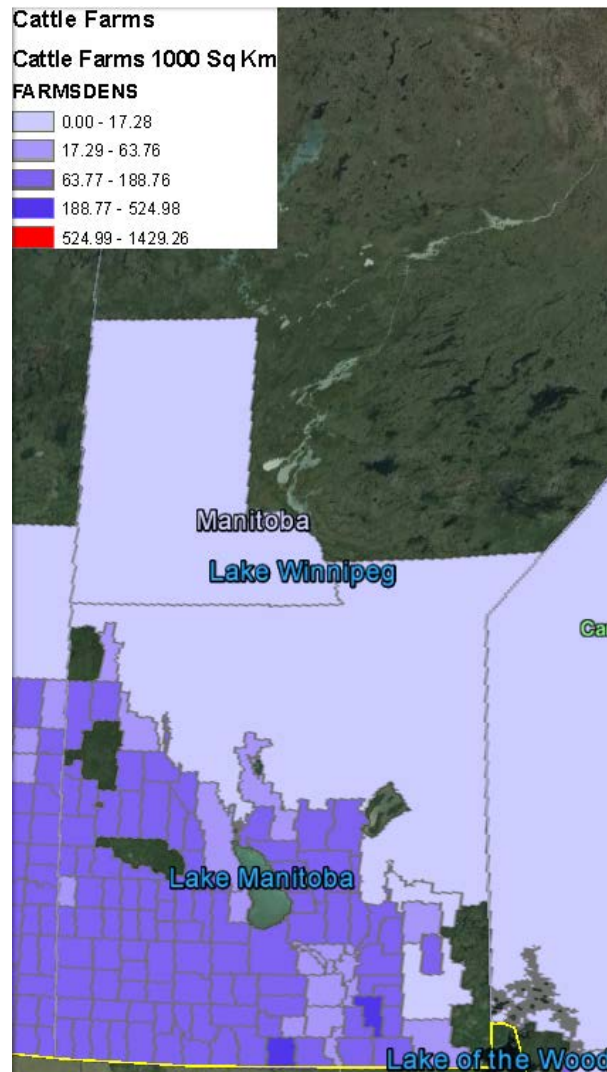 Cattle Farms
Cattle Farms 1000 Sq Km
FARMSDENS
0.00 - 17.28
17.29 - 63.76
63.77 - 188.76
188.77 - 524.98
524.99 - 1429.26
Manitoba
Lake Winnipeg
Ca
Lake Manitoba
Lake of the Wood